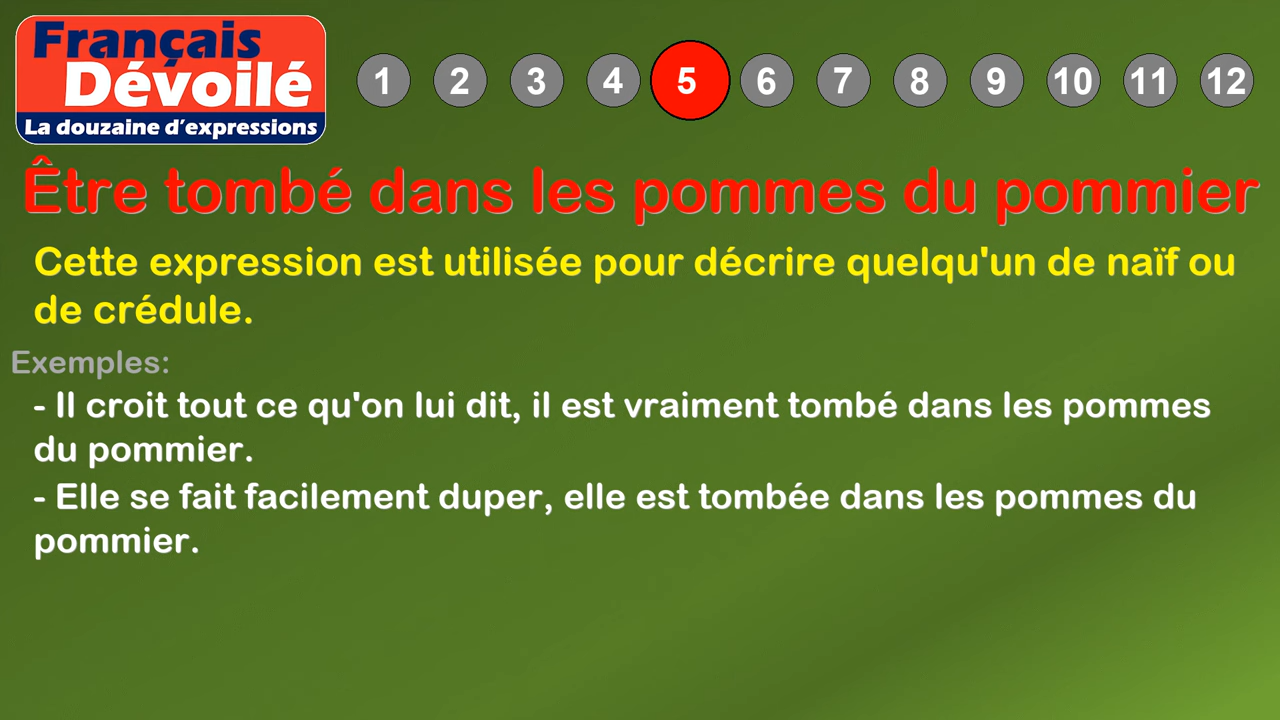 Français
Dévoilé
La douzaine d'expressions
1 2 3 4 5 6 7 8 9 10 11 12
Être tombé dans les pommes du pommier
Cette expression est utilisée pour décrire quelqu'un de naïf ou
de crédule.
Exemples:
- Il croit tout ce qu'on lui dit, il est vraiment tombé dans les pommes
du pommier.
- Elle se fait facilement duper, elle est tombée dans les pommes du
pommier.